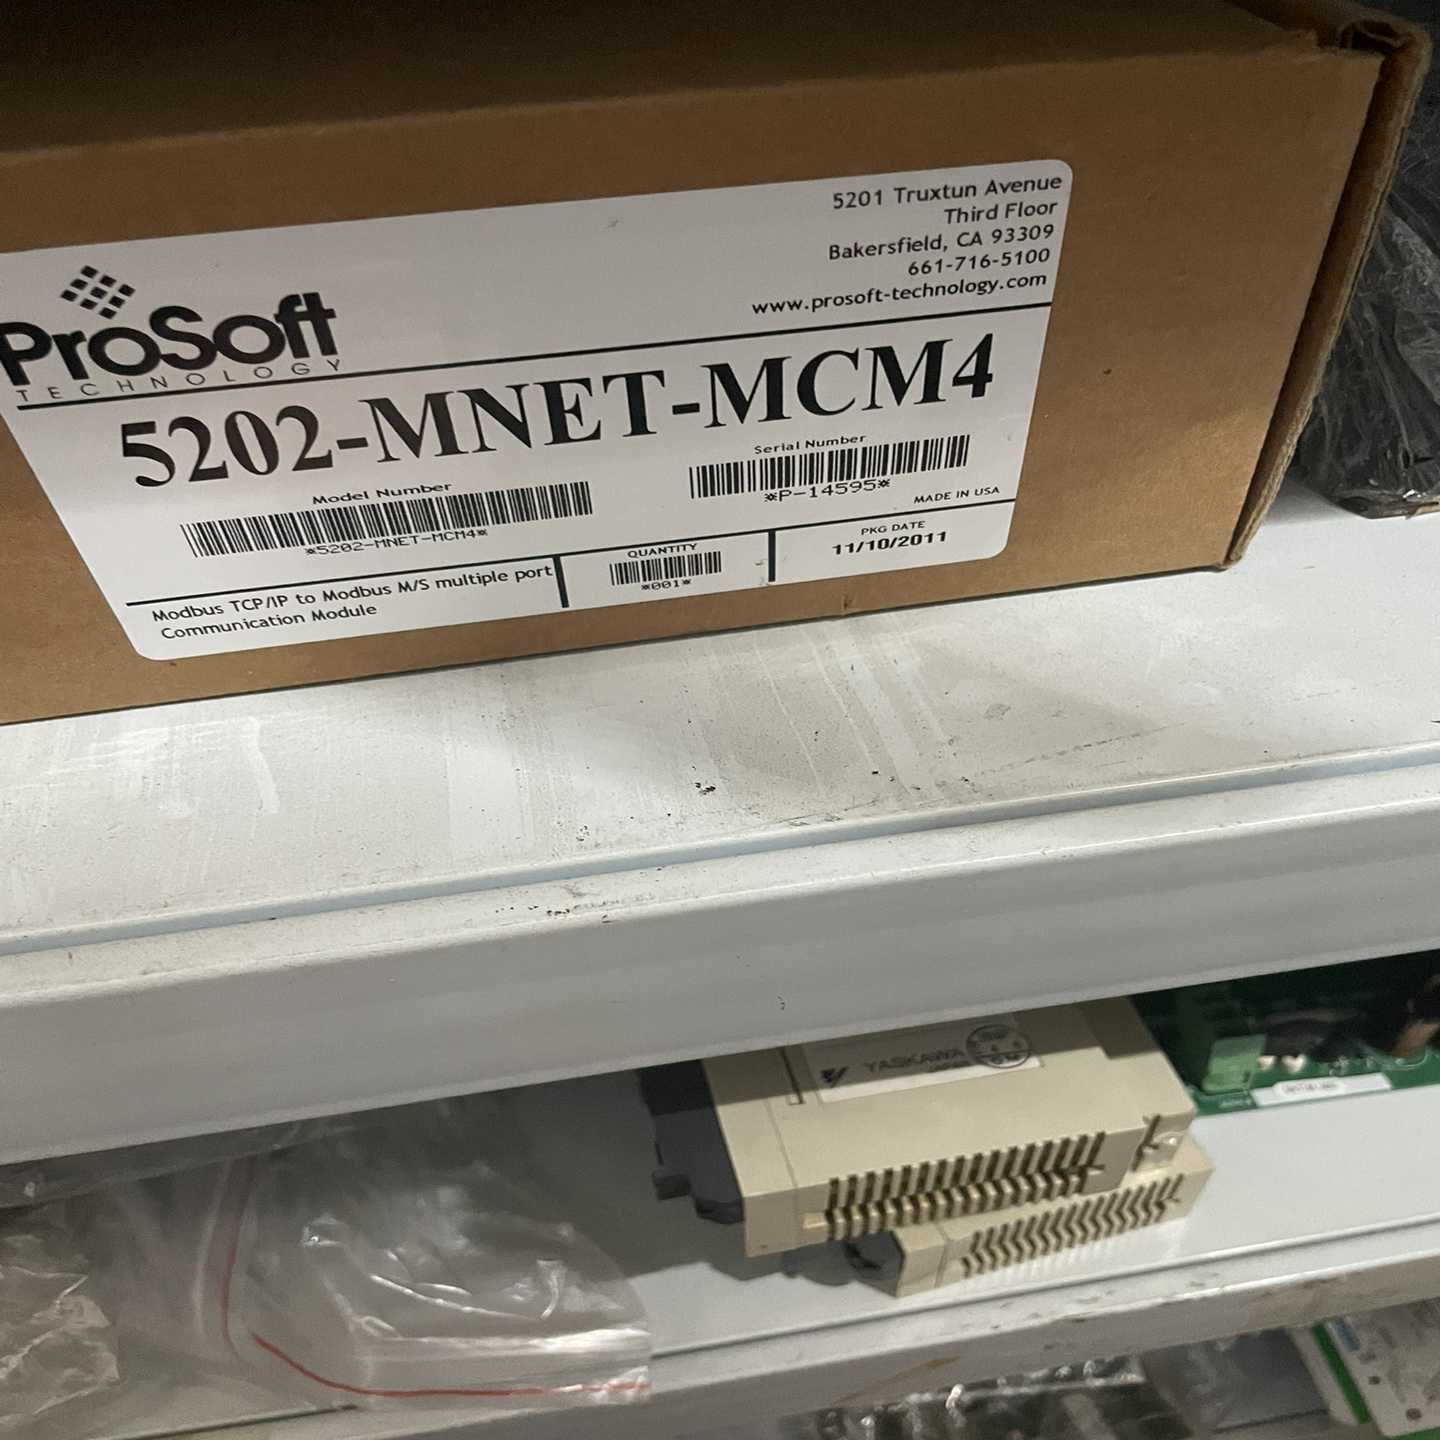 5201 Truxtun Avenue
Third Floor
Bakersfield, CA 93309
661-716-5100
www.prosoft-technology.com
ProSoft
TECHNOLOGY
5202-MNET-MCM4
Model Number
*5202-MNET-MCM4*
Serial Number
*P-14595*
MADE IN USA
Modbus TCP/IP to Modbus M/S multiple port
Communication Module
QUANTITY
*001*
PKG DATE
11/10/2011
YASKAWA
JAPAN